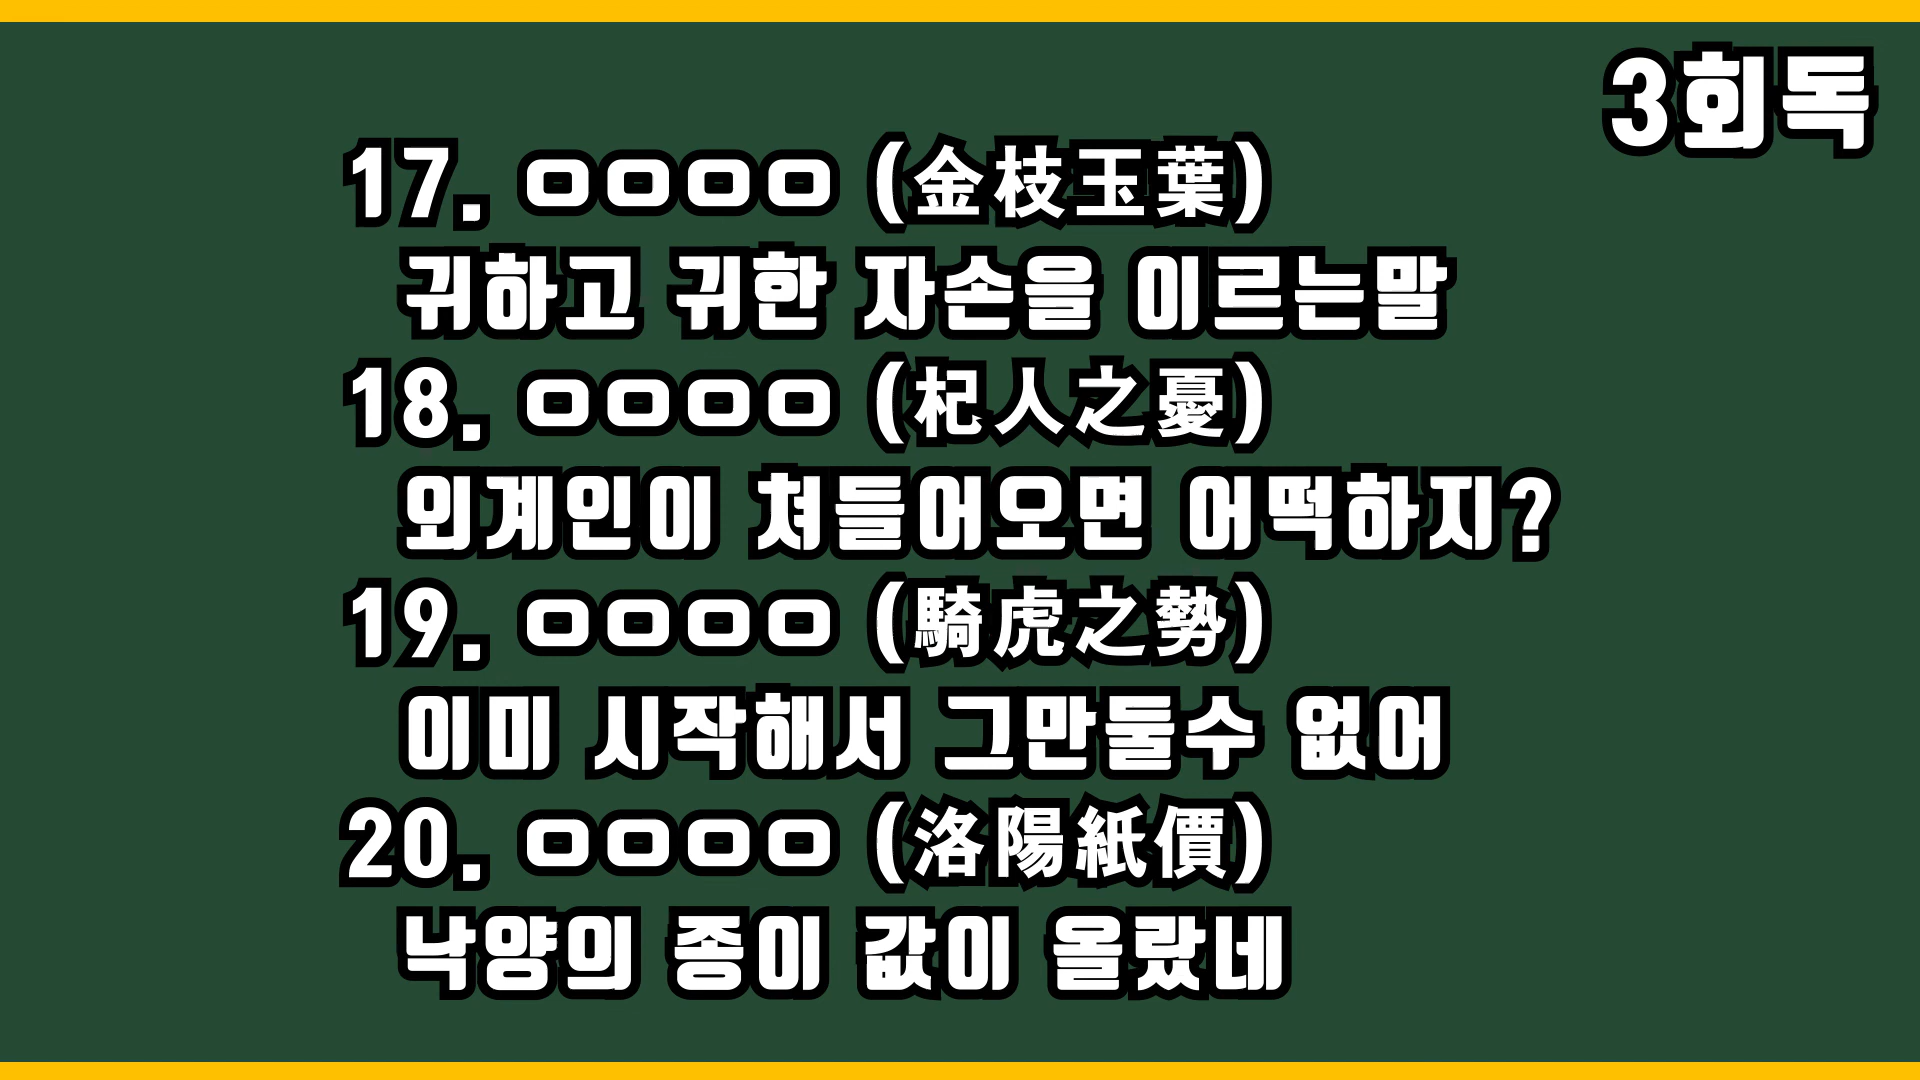 3회독
17. ㅇㅇㅇㅇ (金枝玉葉)
귀하고 귀한 자손을 이르는말
18. ㅇㅇㅇㅇ (杞人之憂)
외계인이 쳐들어오면 어떡하지?
19. ㅇㅇㅇㅇ (騎虎之勢)
이미 시작해서 그만둘수 없어
20. ㅇㅇㅇㅇ (洛陽紙價)
낙양의 종이 값이 올랐네